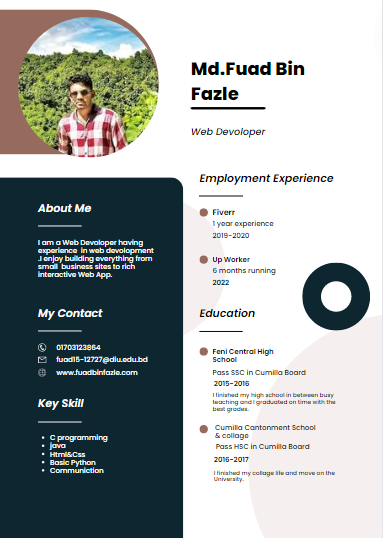 Md.Fuad Bin
Fazle
Web Devoloper
About Me
I am a Web Devoloper having
experience in web devolopment
.I enjoy building everything from
small business sites to rich
interactive Web App.
My Contact
01703123864
fuad15-12727@diu.edu.bd
www.fuadbinfazle.com
Key Skill
• C programming
• java
• Html&Css
• Basic Python
• Communiction
Employment Experience
Fiverr
1 year experience
2019-2020
Up Worker
6 months running
2022
Education
Feni Central High
School
Pass SSC in Cumilla Board
2015-2016
I finished my high school in between busy
teaching and I graduated on time with the
best grades.
Cumilla Cantonment School
& collage
Pass HSC in Cumilla Board
2016-2017
I finished my collage life and move on the
University.